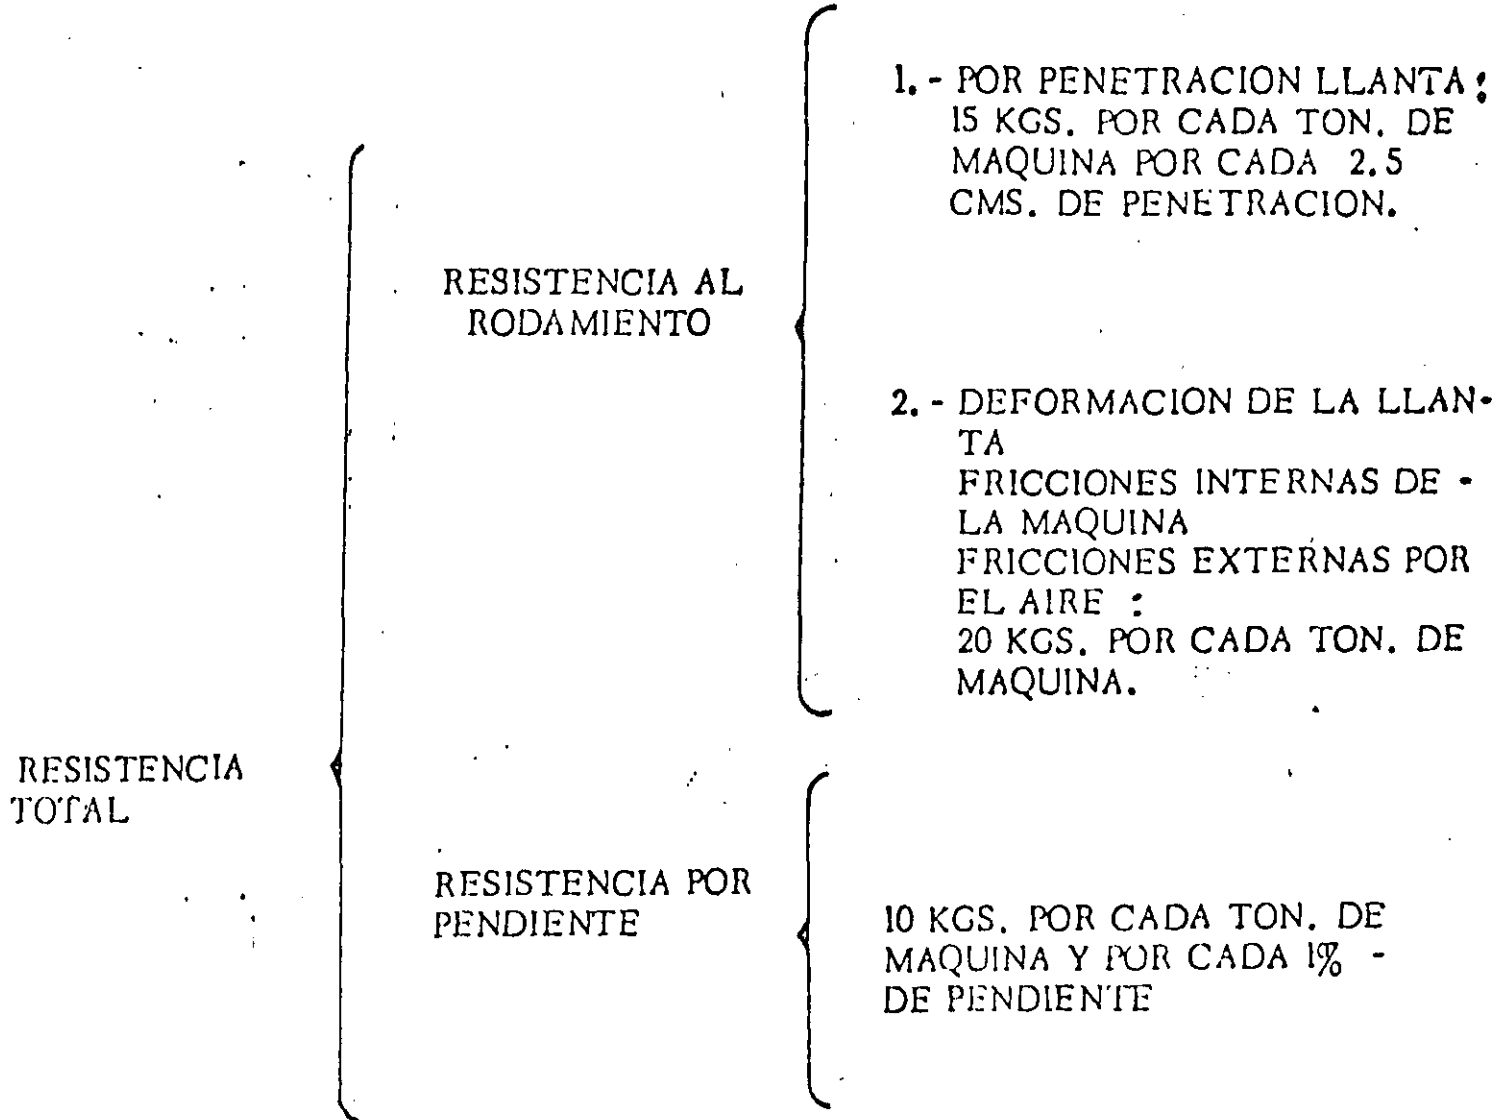 1. - POR PENETRACION LLANTA :
15 KGS. POR CADA TON. DE
MAQUINA POR CADA 2.5
CMS. DE PENETRACION.
RESISTENCIA AL
RODAMIENTO
2. - DEFORMACION DE LA LLAN-
TA
FRICCIONES INTERNAS DE -
LA MAQUINA
FRICCIONES EXTERNAS POR
EL AIRE :
20 KGS. POR CADA TON. DE
MAQUINA.
RESISTENCIA
TOTAL
RESISTENCIA POR
PENDIENTE
10 KGS. POR CADA TON. DE
MAQUINA Y POR CADA 1% -
DE PENDIENTE